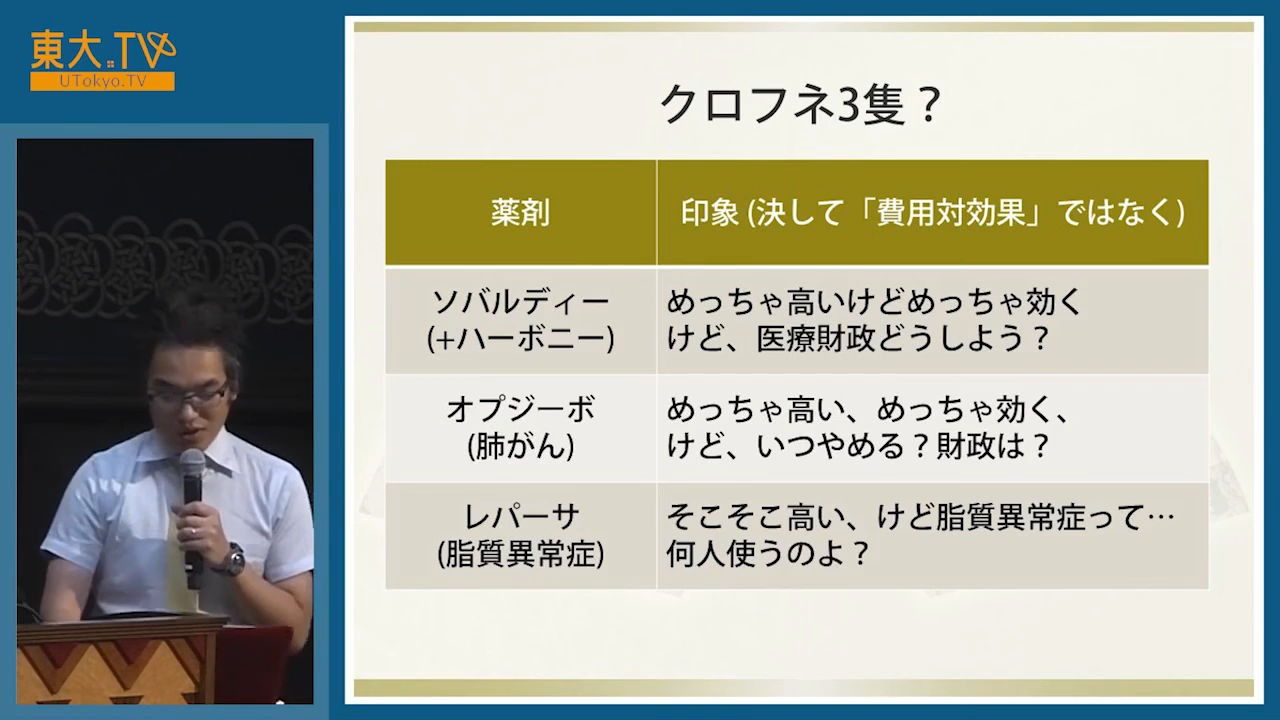 東大.TV
UTokyo.TV
クロフネ3隻？
薬剤
印象 (決して「費用対効果」ではなく)
ソバルディー
(+ハーボニー)
めっちゃ高いけどめっちゃ効く
けど、医療財政どうしよう？
オプジーボ
(肺がん)
めっちゃ高い、めっちゃ効く、
けど、いつやめる？財政は？
レパーサ
(脂質異常症)
そこそこ高い、けど脂質異常症って…
何人使うのよ？